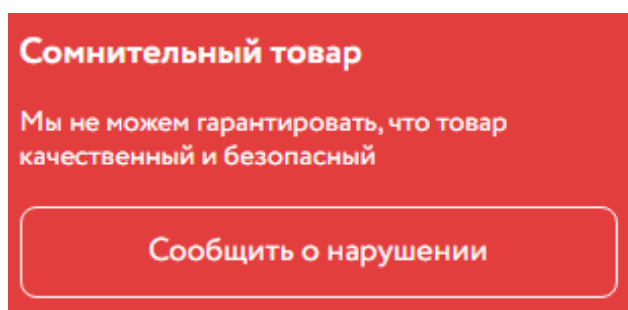 Сомнительный товар
Мы не можем гарантировать, что товар
качественный и безопасный
Сообщить о нарушении